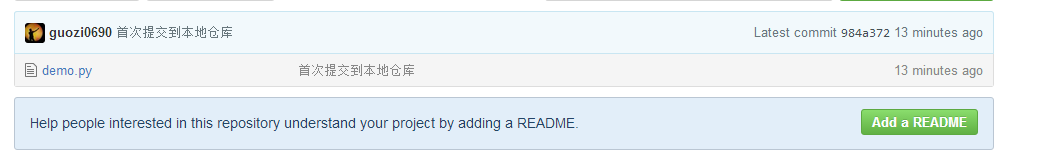 guozi0690 首次提交到本地仓库 Latest commit 984a372 13 minutes ago
demo.py 首次提交到本地仓库 13 minutes ago
Help people interested in this repository understand your project by adding a README. Add a README